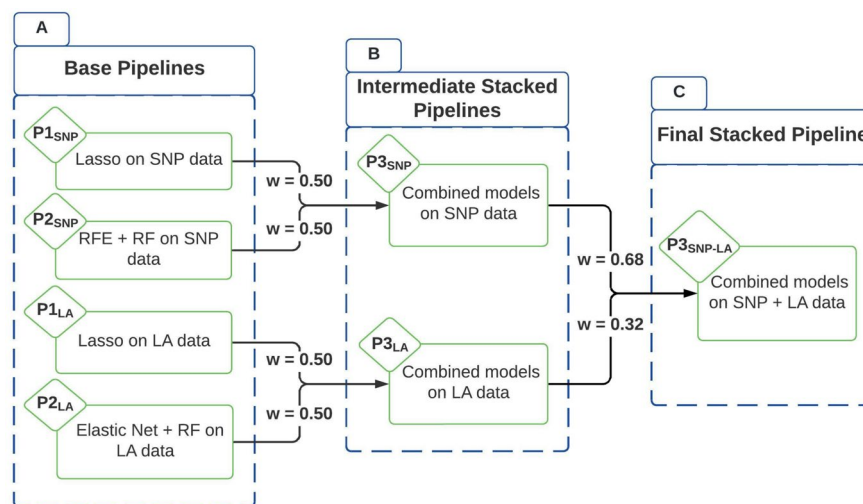 A
Base Pipelines
P1SNP
Lasso on SNP data
P2SNP
RFE + RF on SNP
data
P1LA
Lasso on LA data
P2LA
Elastic Net + RF on
LA data
w = 0.50
w = 0.50
w = 0.50
w = 0.50
B
Intermediate Stacked
Pipelines
P3SNP
Combined models
on SNP data
P3LA
Combined models
on LA data
w = 0.68
w = 0.32
C
Final Stacked Pipeline
P3SNP-LA
Combined models
on SNP + LA data